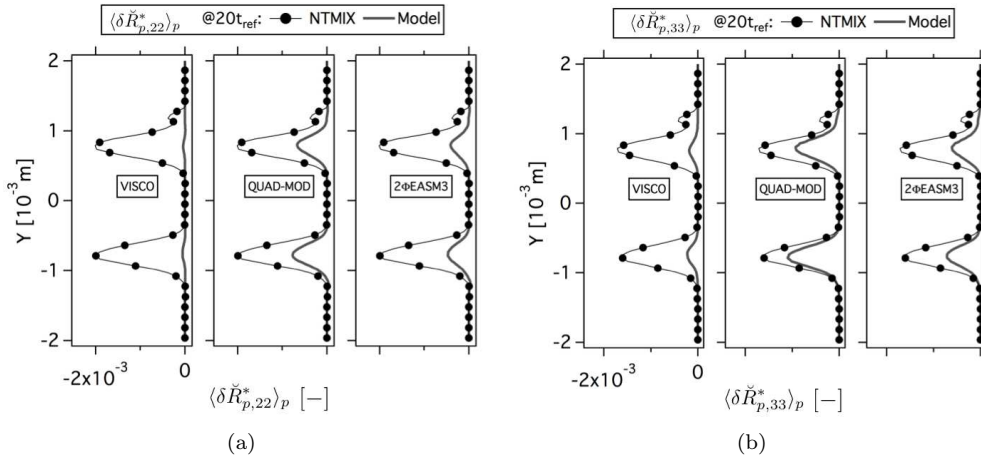 ⟨δR̆*p,22⟩p @20tref: NTMIX Model
2
1
0
-1
-2
Y [10⁻³m]
VISCO
QUAD-MOD
2ΦEASM3
-2x10⁻³ 0
⟨δR̆*p,22⟩p [−]
(a)
⟨δR̆*p,33⟩p @20tref: NTMIX Model
2
1
0
-1
-2
Y [10⁻³m]
VISCO
QUAD-MOD
2ΦEASM3
-2x10⁻³ 0
⟨δR̆*p,33⟩p [−]
(b)